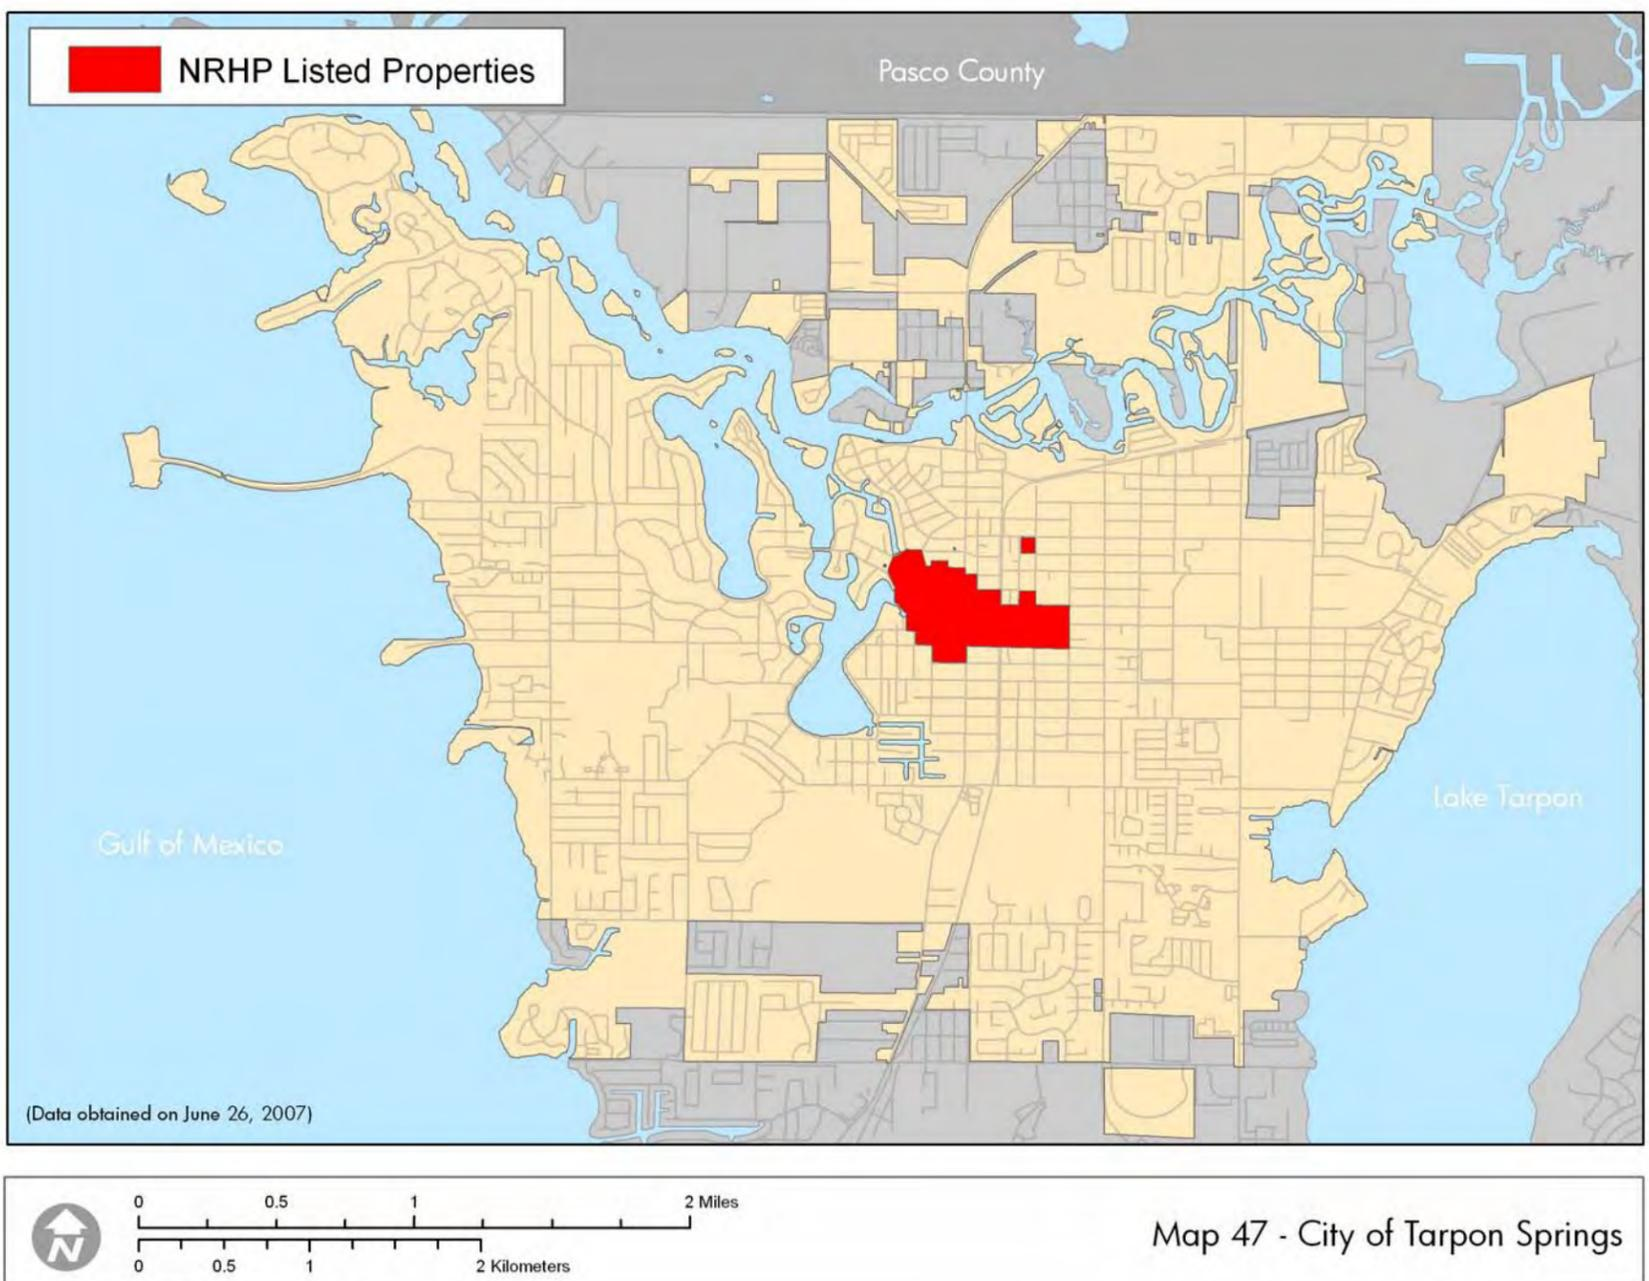 NRHP Listed Properties
Pasco County
Lake Tarpon
Gulf of Mexico
(Data obtained on June 26, 2007)
0 0.5 1 2 Miles
N
0 0.5 1 2 Kilometers
Map 47 - City of Tarpon Springs